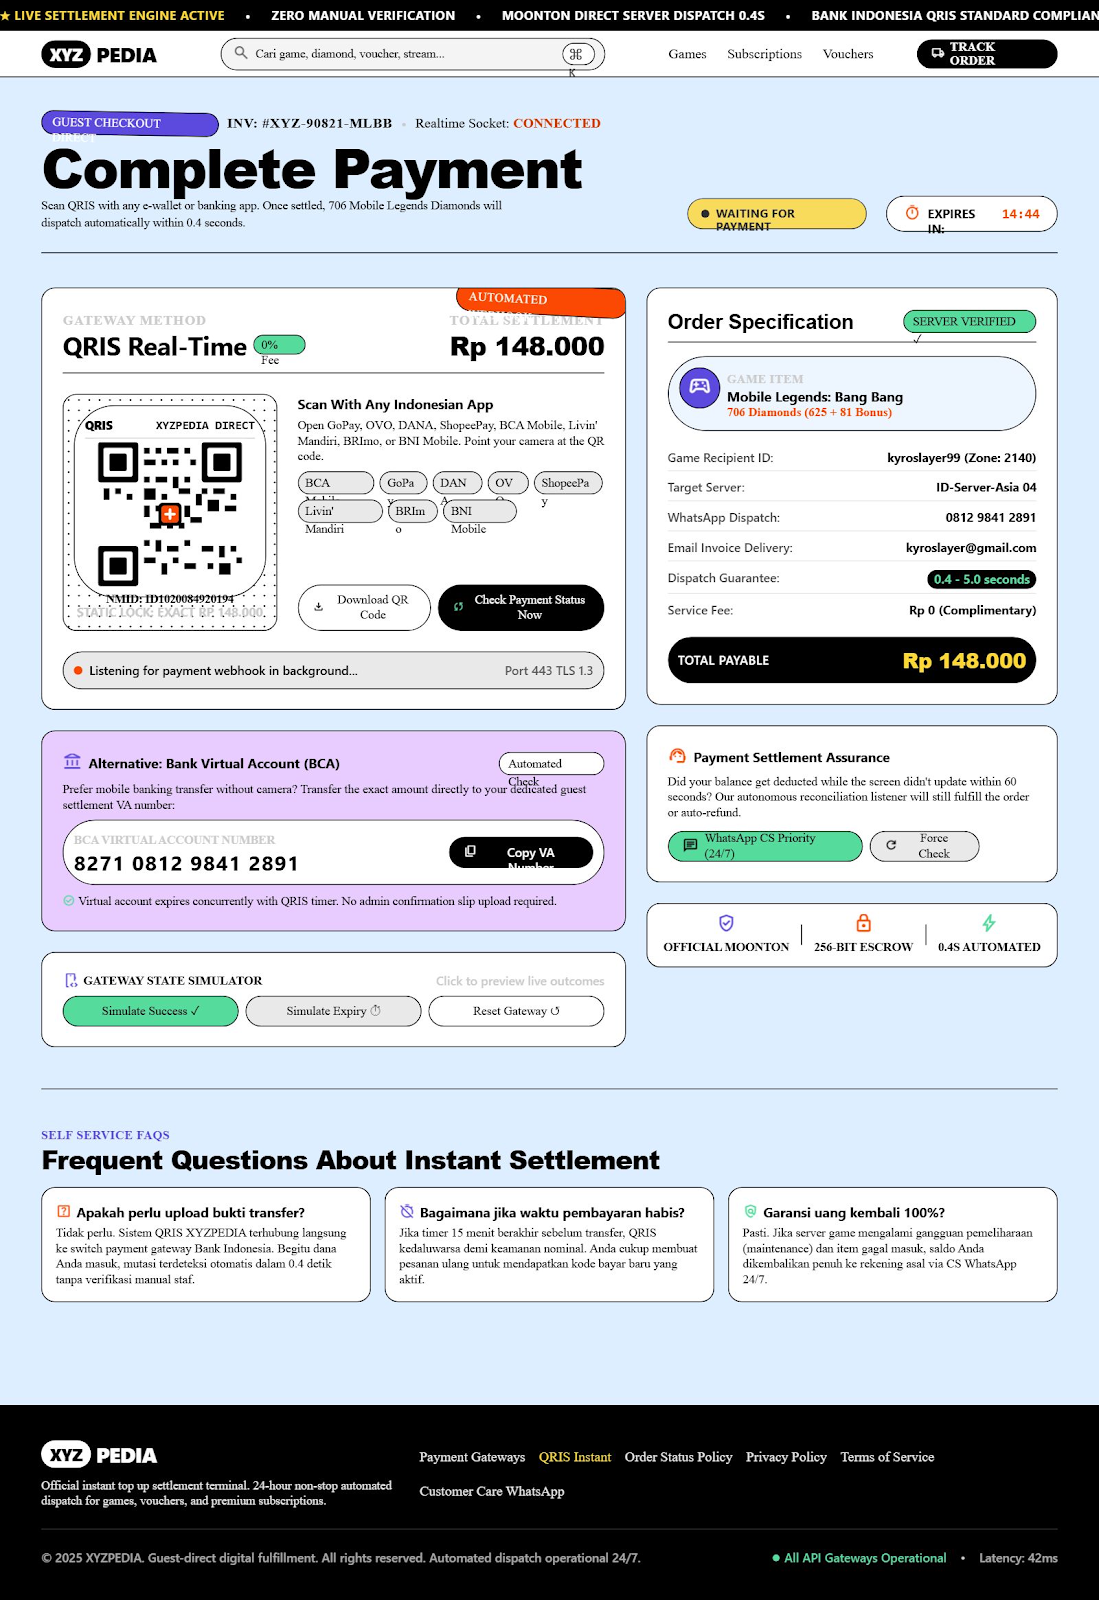 ★ LIVE SETTLEMENT ENGINE ACTIVE • ZERO MANUAL VERIFICATION • MOONTON DIRECT SERVER DISPATCH 0.4S • BANK INDONESIA QRIS STANDARD COMPLIAN
XYZ PEDIA
Cari game, diamond, voucher, stream...
⌘
K
Games Subscriptions Vouchers
TRACK
ORDER
GUEST CHECKOUT
DIRECT
INV: #XYZ-90821-MLBB • Realtime Socket: CONNECTED
Complete Payment
Scan QRIS with any e-wallet or banking app. Once settled, 706 Mobile Legends Diamonds will
dispatch automatically within 0.4 seconds.
WAITING FOR
PAYMENT
EXPIRES
IN:
14:44
AUTOMATED
GATEWAY METHOD
QRIS Real-Time
0%
Fee
TOTAL SETTLEMENT
Rp 148.000
QRIS XYZPEDIA DIRECT
NMID: ID1020084920194
STATIC LOCK: EXACT RP 148.000
Scan With Any Indonesian App
Open GoPay, OVO, DANA, ShopeePay, BCA Mobile, Livin'
Mandiri, BRImo, or BNI Mobile. Point your camera at the QR
code.
BCA
Mobile
GoPa
y
DAN
A
OV
O
ShopeePa
y
Livin'
Mandiri
BRIm
o
BNI
Mobile
Download QR
Code
Check Payment Status
Now
Listening for payment webhook in background...
Port 443 TLS 1.3
Order Specification
SERVER VERIFIED
✓
GAME ITEM
Mobile Legends: Bang Bang
706 Diamonds (625 + 81 Bonus)
Game Recipient ID: kyroslayer99 (Zone: 2140)
Target Server: ID-Server-Asia 04
WhatsApp Dispatch: 0812 9841 2891
Email Invoice Delivery: kyroslayer@gmail.com
Dispatch Guarantee: 0.4 - 5.0 seconds
Service Fee: Rp 0 (Complimentary)
TOTAL PAYABLE Rp 148.000
Alternative: Bank Virtual Account (BCA)
Automated
Check
Prefer mobile banking transfer without camera? Transfer the exact amount directly to your dedicated guest
settlement VA number:
BCA VIRTUAL ACCOUNT NUMBER
8271 0812 9841 2891
Copy VA
Number
Virtual account expires concurrently with QRIS timer. No admin confirmation slip upload required.
Payment Settlement Assurance
Did your balance get deducted while the screen didn't update within 60
seconds? Our autonomous reconciliation listener will still fulfill the order
or auto-refund.
WhatsApp CS Priority
(24/7)
Force
Check
OFFICIAL MOONTON
256-BIT ESCROW
0.4S AUTOMATED
GATEWAY STATE SIMULATOR
Click to preview live outcomes
Simulate Success ✓
Simulate Expiry ⏱
Reset Gateway ↺
SELF SERVICE FAQS
Frequent Questions About Instant Settlement
Apakah perlu upload bukti transfer?
Tidak perlu. Sistem QRIS XYZPEDIA terhubung langsung
ke switch payment gateway Bank Indonesia. Begitu dana
Anda masuk, mutasi terdeteksi otomatis dalam 0.4 detik
tanpa verifikasi manual staf.
Bagaimana jika waktu pembayaran habis?
Jika timer 15 menit berakhir sebelum transfer, QRIS
kedaluwarsa demi keamanan nominal. Anda cukup membuat
pesanan ulang untuk mendapatkan kode bayar baru yang
aktif.
Garansi uang kembali 100%?
Pasti. Jika server game mengalami gangguan pemeliharaan
(maintenance) dan item gagal masuk, saldo Anda
dikembalikan penuh ke rekening asal via CS WhatsApp
24/7.
XYZ PEDIA
Official instant top up settlement terminal. 24-hour non-stop automated
dispatch for games, vouchers, and premium subscriptions.
Payment Gateways QRIS Instant Order Status Policy Privacy Policy Terms of Service
Customer Care WhatsApp
© 2025 XYZPEDIA. Guest-direct digital fulfillment. All rights reserved. Automated dispatch operational 24/7.
● All API Gateways Operational • Latency: 42ms